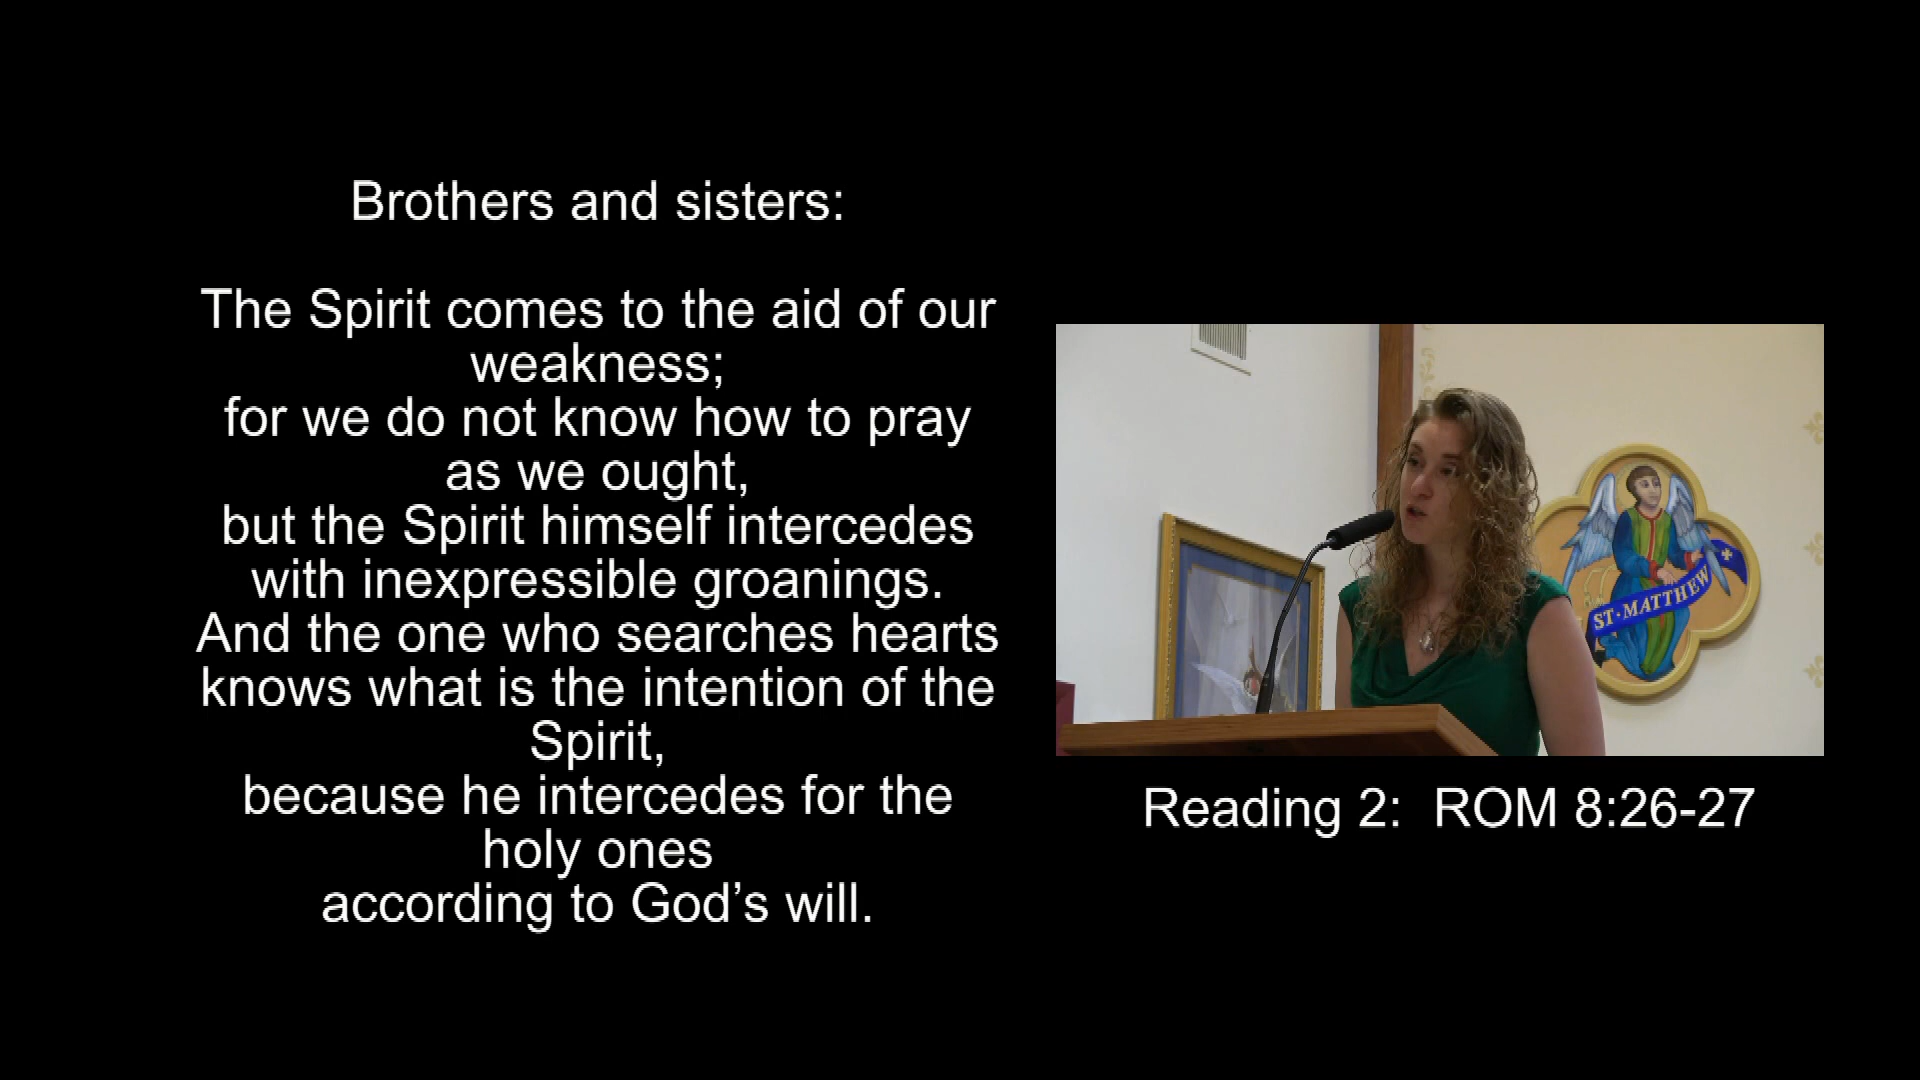 Brothers and sisters:
The Spirit comes to the aid of our
weakness;
for we do not know how to pray
as we ought,
but the Spirit himself intercedes
with inexpressible groanings.
And the one who searches hearts
knows what is the intention of the
Spirit,
because he intercedes for the
holy ones
according to God’s will.
ST·MATTHEW
Reading 2:  ROM 8:26-27